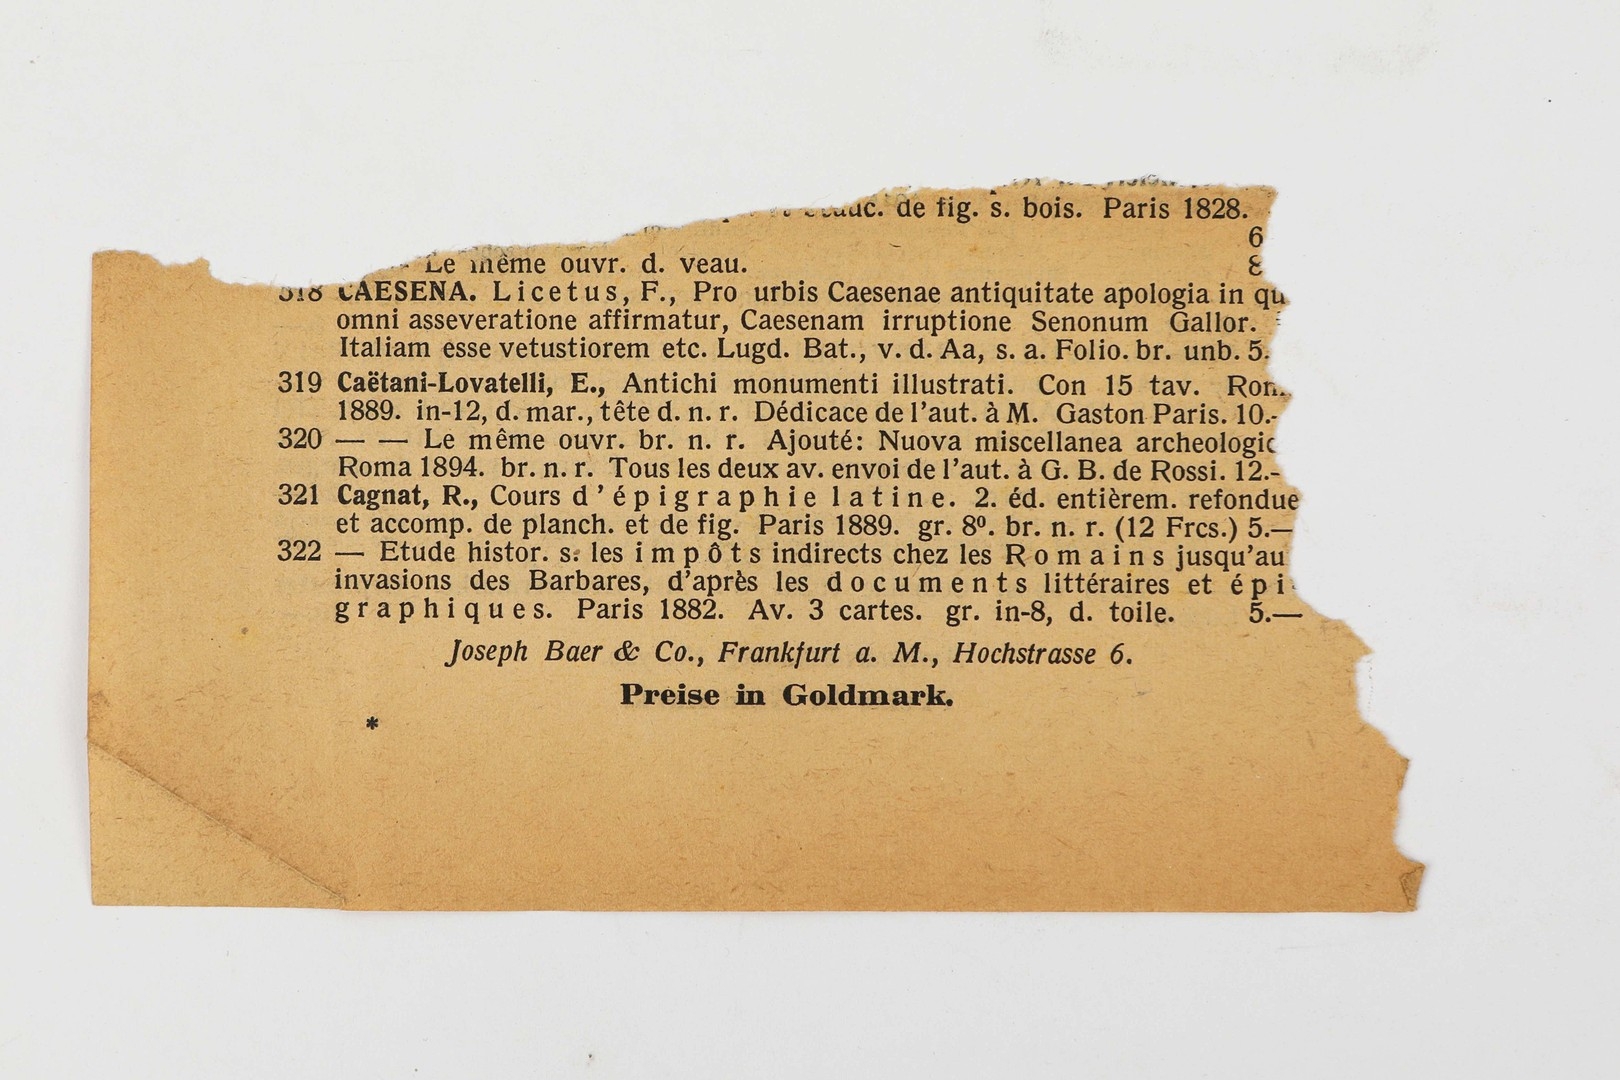 de fig. s. bois. Paris 1828.
6
Le même ouvr. d. veau.
318 CAESENA. Licetus, F., Pro urbis Caesenae antiquitate apologia in qu
omni asseveratione affirmatur, Caesenam irruptione Senonum Gallor.
Italiam esse vetustiorem etc. Lugd. Bat., v. d. Aa, s. a. Folio. br. unb. 5.
319 Caëtani-Lovatelli, E., Antichi monumenti illustrati. Con 15 tav. Rom
1889. in-12, d. mar., tête d. n. r. Dédicace de l'aut. à M. Gaston Paris. 10.-
320 — — Le même ouvr. br. n. r. Ajouté: Nuova miscellanea archeologic
Roma 1894. br. n. r. Tous les deux av. envoi de l'aut. à G. B. de Rossi. 12.-
321 Cagnat, R., Cours d'épigraphie latine. 2. éd. entièrem. refondue
et accomp. de planch. et de fig. Paris 1889. gr. 8⁰. br. n. r. (12 Frcs.) 5.—
322 — Etude histor. s. les impôts indirects chez les Romains jusqu'au
invasions des Barbares, d'après les documents littéraires et épi-
graphiques. Paris 1882. Av. 3 cartes. gr. in-8, d. toile. 5.—
Joseph Baer & Co., Frankfurt a. M., Hochstrasse 6.
Preise in Goldmark.
*